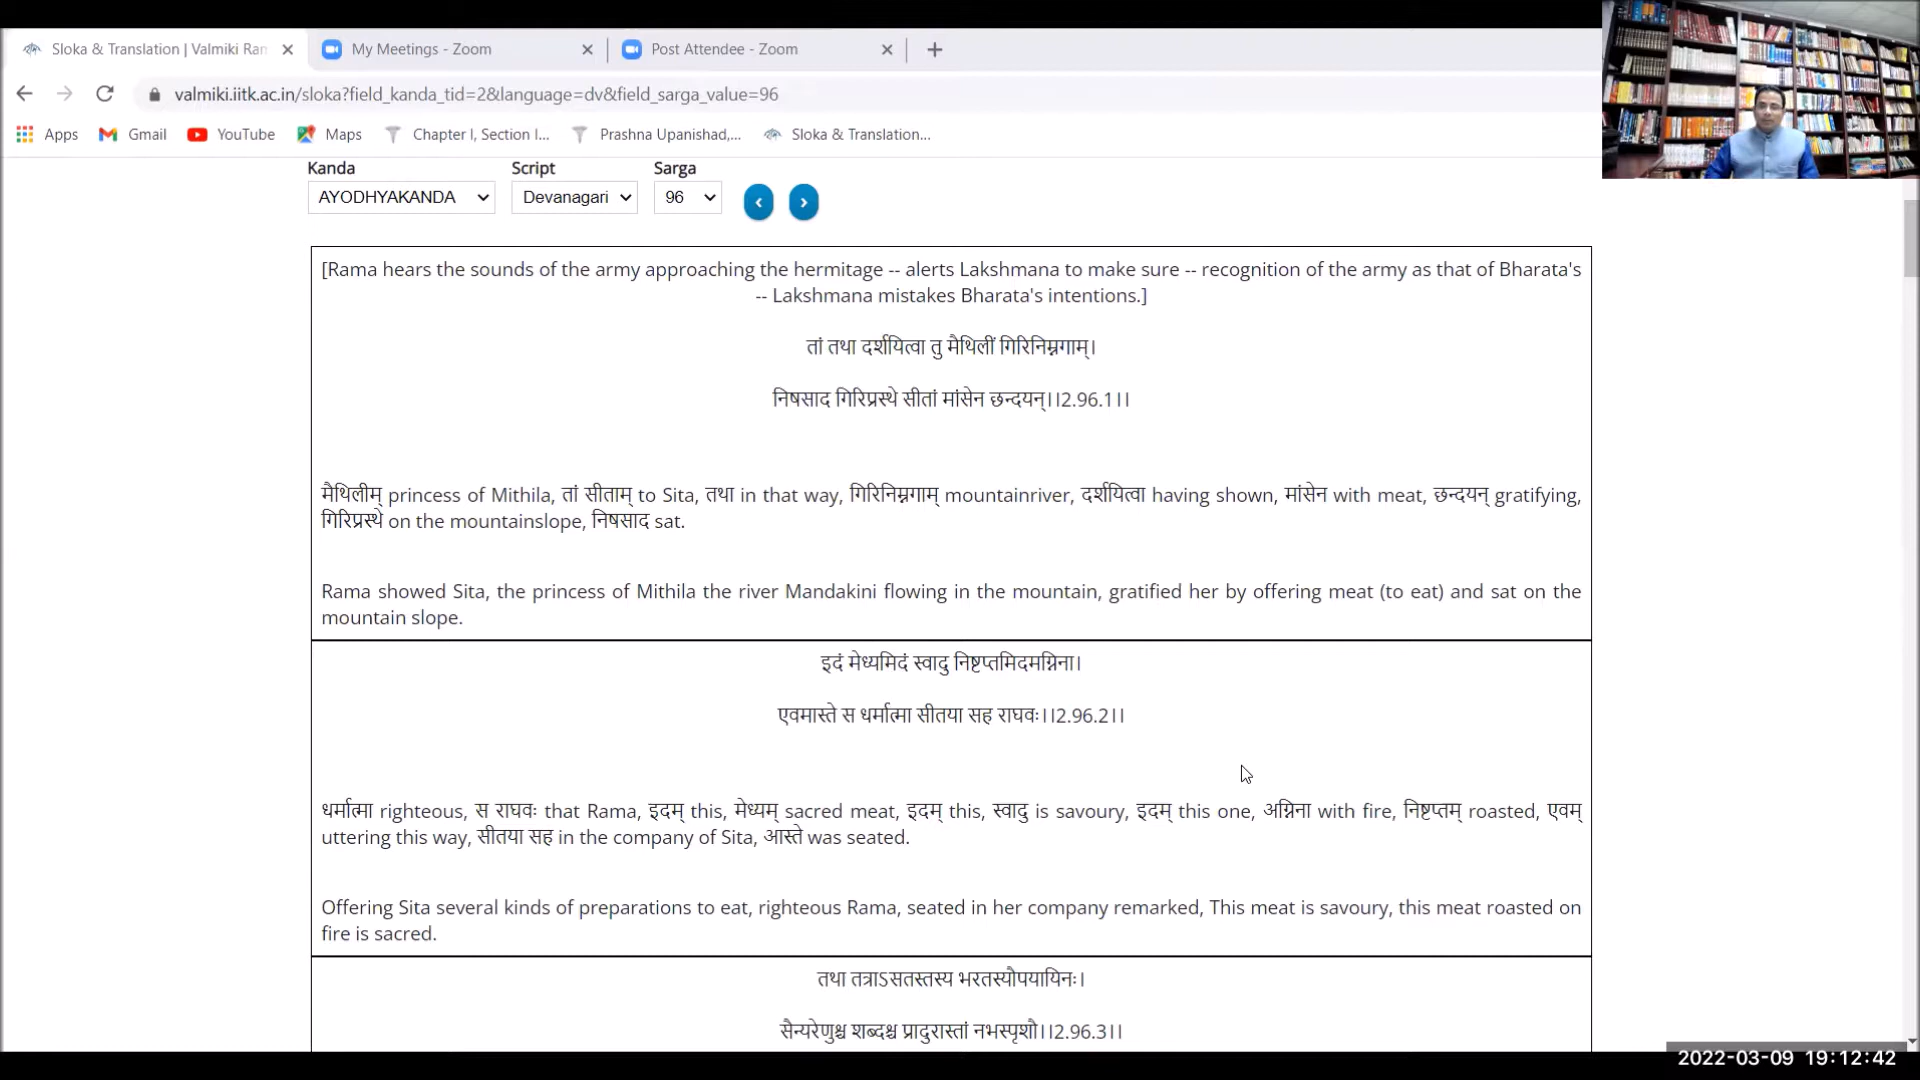 Sloka & Translation | Valmiki Ran
My Meetings - Zoom
Post Attendee - Zoom
valmiki.iitk.ac.in/sloka?field_kanda_tid=2&language=dv&field_sarga_value=96
Apps
Gmail
YouTube
Maps
Chapter I, Section I...
Prashna Upanishad,...
Sloka & Translation...
Kanda
Script
Sarga
AYODHYAKANDA
Devanagari
96
[Rama hears the sounds of the army approaching the hermitage -- alerts Lakshmana to make sure -- recognition of the army as that of Bharata's
-- Lakshmana mistakes Bharata's intentions.]
तां तथा दर्शयित्वा तु मैथिलीं गिरिनिम्नगाम्।
निषसाद गिरिप्रस्थे सीतां मांसेन छन्दयन्।।2.96.1।।
मैथिलीम् princess of Mithila, तां सीताम् to Sita, तथा in that way, गिरिनिम्नगाम् mountainriver, दर्शयित्वा having shown, मांसेन with meat, छन्दयन् gratifying,
गिरिप्रस्थे on the mountainslope, निषसाद sat.
Rama showed Sita, the princess of Mithila the river Mandakini flowing in the mountain, gratified her by offering meat (to eat) and sat on the
mountain slope.
इदं मेध्यमिदं स्वादु निष्टप्तमिदमग्निना।
एवमास्ते स धर्मात्मा सीतया सह राघवः।।2.96.2।।
धर्मात्मा righteous, स राघवः that Rama, इदम् this, मेध्यम् sacred meat, इदम् this, स्वादु is savoury, इदम् this one, अग्निना with fire, निष्टप्तम् roasted, एवम्
uttering this way, सीतया सह in the company of Sita, आस्ते was seated.
Offering Sita several kinds of preparations to eat, righteous Rama, seated in her company remarked, This meat is savoury, this meat roasted on
fire is sacred.
तथा तत्राऽसतस्तस्य भरतस्यौपयायिनः।
सैन्यरेणुश्च शब्दश्च प्रादुरास्तां नभस्पृशौ।।2.96.3।।
2022-03-09 19:12:42